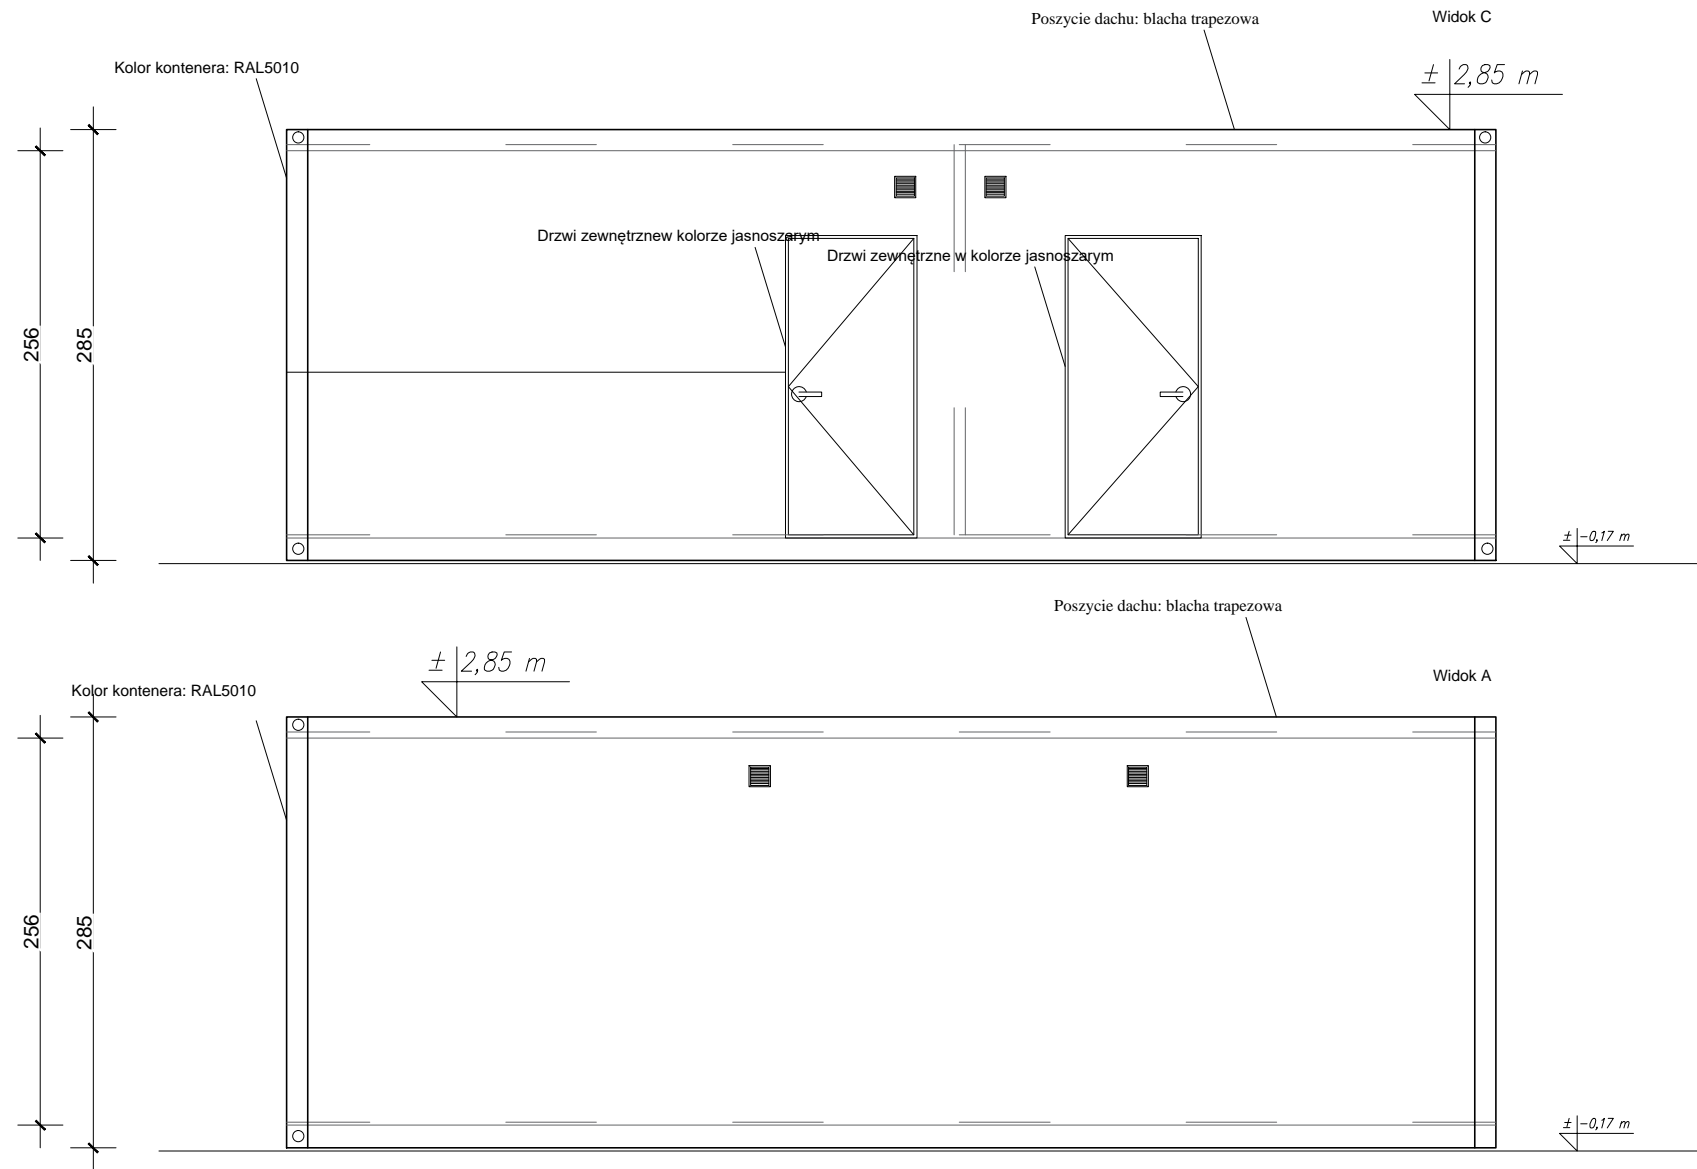 Poszycie dachu: blacha trapezowa
Widok C
Kolor kontenera: RAL5010
± 2,85 m
Drzwi zewnętrznew kolorze jasnoszarym
Drzwi zewnętrzne w kolorze jasnoszarym
256
285
± -0,17 m
Poszycie dachu: blacha trapezowa
± 2,85 m
Widok A
Kolor kontenera: RAL5010
256
285
± -0,17 m